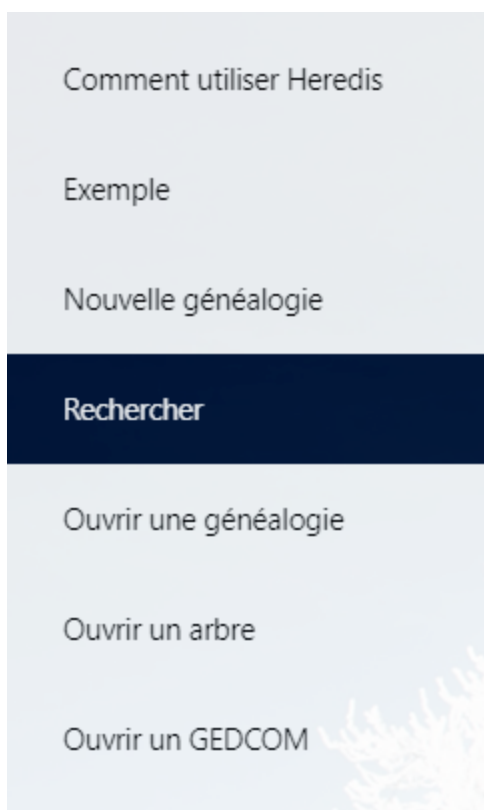 Comment utiliser Heredis
Exemple
Nouvelle généalogie
Rechercher
Ouvrir une généalogie
Ouvrir un arbre
Ouvrir un GEDCOM